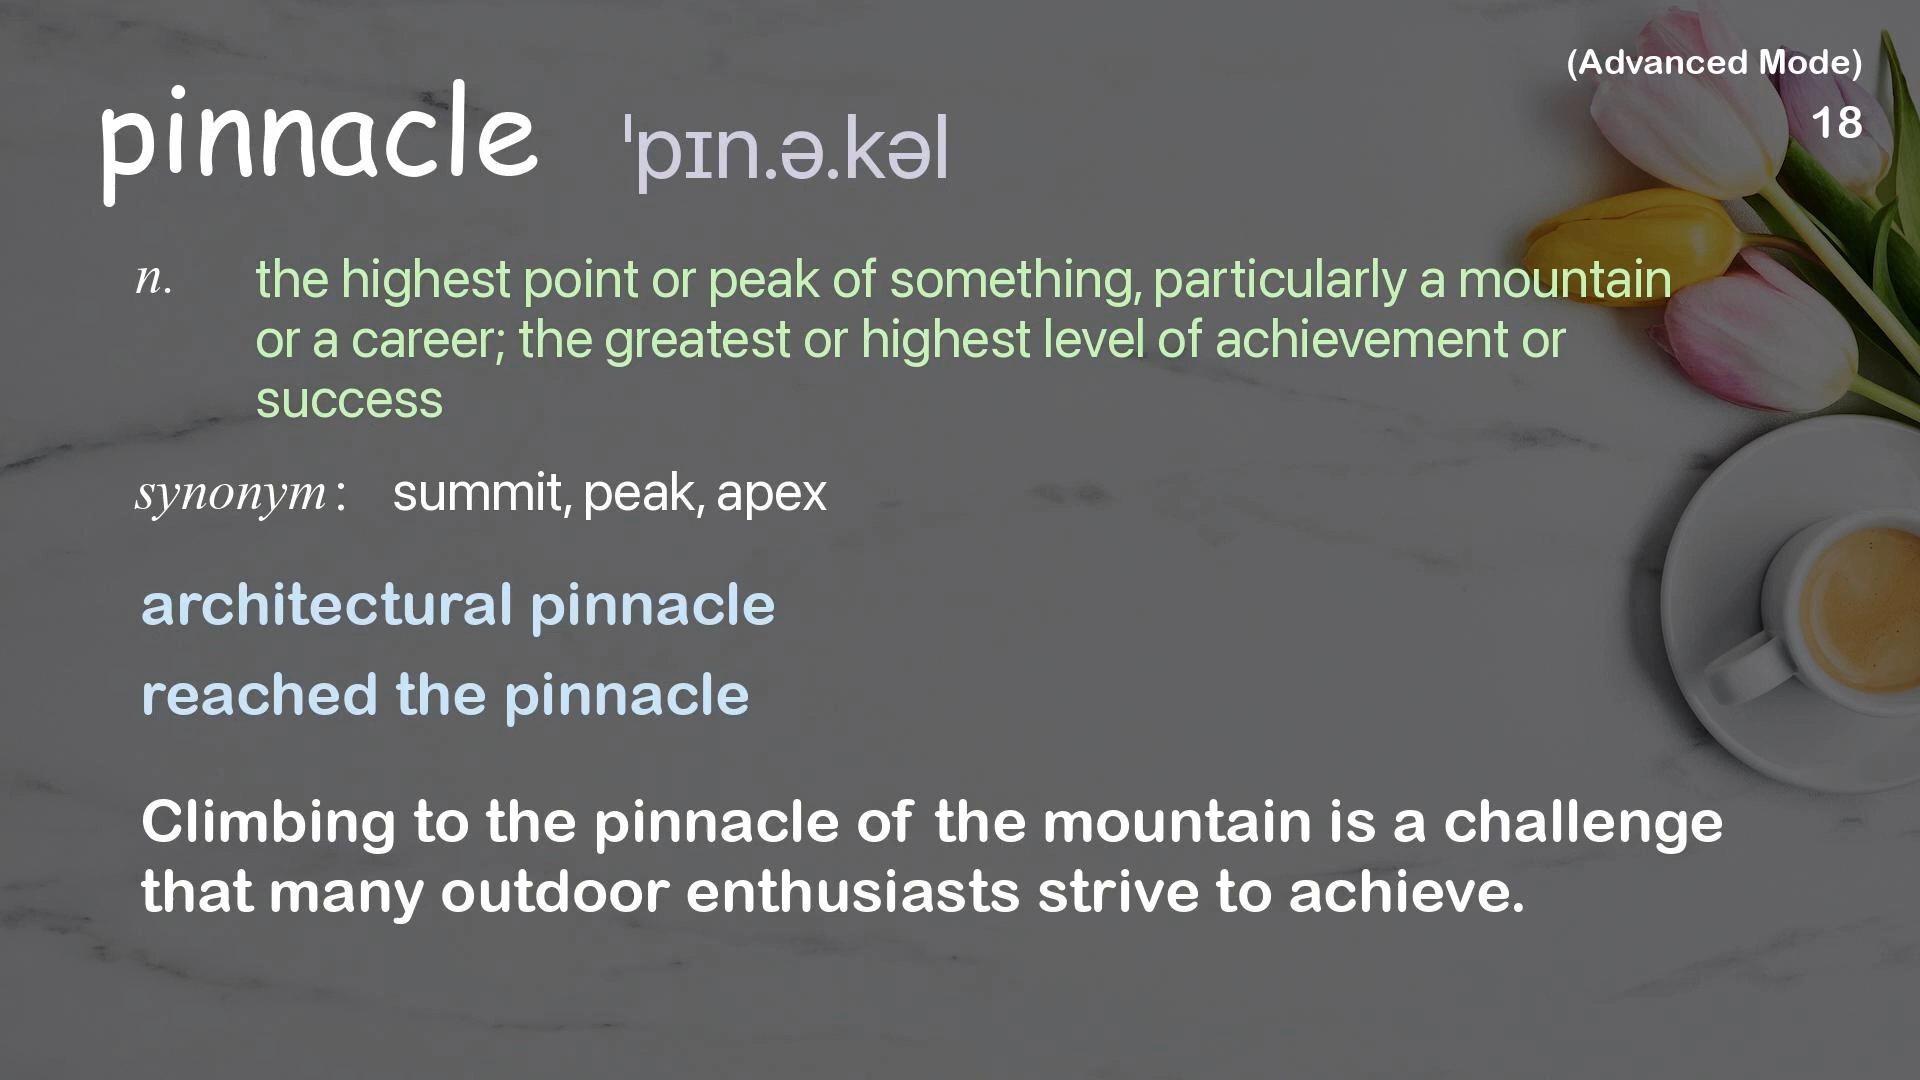 (Advanced Mode)
18
pinnacle ˈpɪn.ə.kəl
n. the highest point or peak of something, particularly a mountain
or a career; the greatest or highest level of achievement or
success
synonym: summit, peak, apex
architectural pinnacle
reached the pinnacle
Climbing to the pinnacle of the mountain is a challenge
that many outdoor enthusiasts strive to achieve.